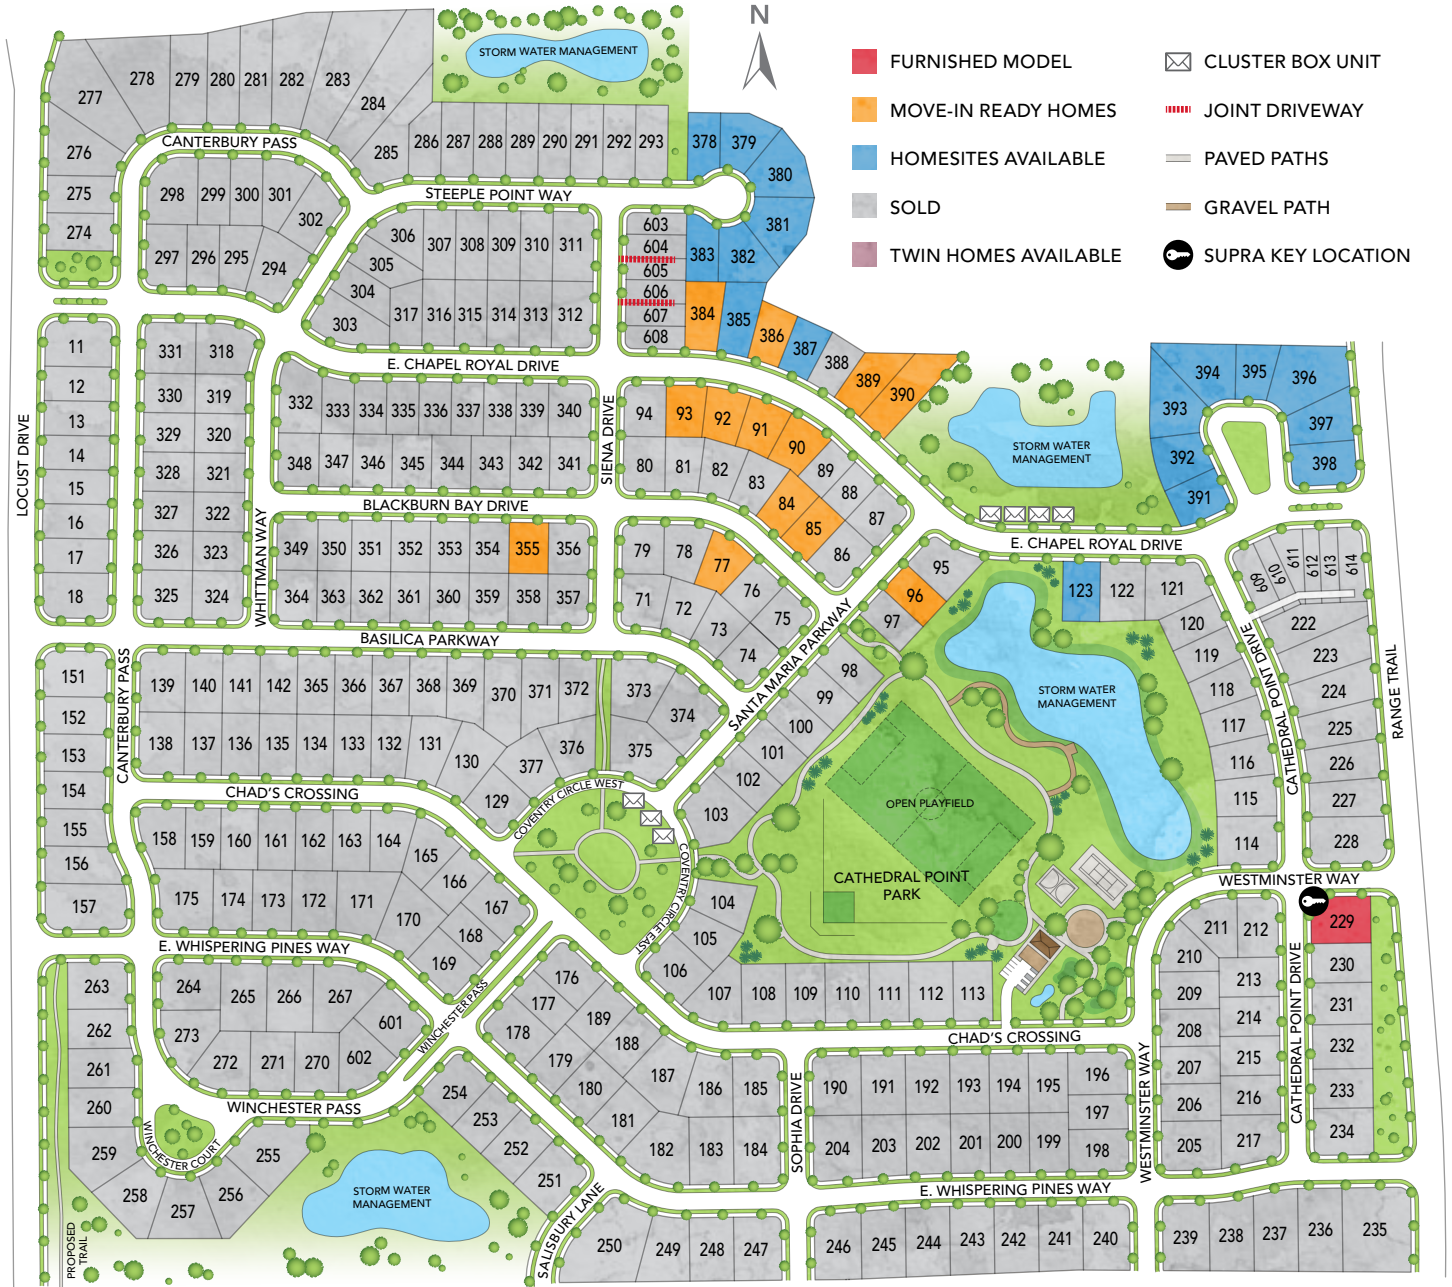 N
FURNISHED MODEL
MOVE-IN READY HOMES
HOMESITES AVAILABLE
SOLD
TWIN HOMES AVAILABLE
CLUSTER BOX UNIT
JOINT DRIVEWAY
PAVED PATHS
GRAVEL PATH
SUPRA KEY LOCATION
STORM WATER MANAGEMENT
277 278 279 280 281 282 283 284 285 286 287 288 289 290 291 292 293
276
275
274
CANTERBURY PASS
298 299 300 301 302
297 296 295 294
STEEPLE POINT WAY
378 379 380 381 382 383
306 307 308 309 310 311
305
304
303 317 316 315 314 313 312
603
604
605
606
607
608
384 385 386 387 388 389 390
E. CHAPEL ROYAL DRIVE
LOCUST DRIVE
11
12
13
14
15
16
17
18
331 318
330 319
329 320
328 321
327 322
326 323
325 324
WHITTMAN WAY
332 333 334 335 336 337 338 339 340
348 347 346 345 344 343 342 341
SIENA DRIVE
94 93 92 91 90 89 88 87
80 81 82 83 84 85 86
STORM WATER
MANAGEMENT
394 395 396
393 397
392 398
391
BLACKBURN BAY DRIVE
349 350 351 352 353 354 355 356
364 363 362 361 360 359 358 357
79 78 77 76 75
71 72 73 74
E. CHAPEL ROYAL DRIVE
95
96
97
98
99
100
101
102
103
123 122 121
120
119
118
117
116
115
114
609 610 611 612 613 614
222
223
224
225
226
227
228
CATHEDRAL POINT DRIVE
CATHEDRAL POINT DRIVE
RANGE TRAIL
BASILICA PARKWAY
SANTA MARIA PARKWAY
STORM WATER
MANAGEMENT
CANTERBURY PASS
151
152
153
154
155
156
157
139 140 141 142 365 366 367 368 369 370 371 372 373 374
138 137 136 135 134 133 132 131 130 129 377 376 375
CHAD'S CROSSING
COVENTRY CIRCLE WEST
COVENTRY CIRCLE EAST
OPEN PLAYFIELD
CATHEDRAL POINT
PARK
158 159 160 161 162 163 164 165 166 167
175 174 173 172 171 170 168 169
104
105
106
107 108 109 110 111 112 113
WESTMINSTER WAY
229
230
231
232
233
234
211 212
210 213
209 214
208 215
207 216
206 217
205
CATHEDRAL POINT DRIVE
E. WHISPERING PINES WAY
263
262
261
260
259
258
257
256
255
264 265 266 267 601
273 272 271 270 602
WINCHESTER PASS
WINCHESTER PASS
WINCHESTER COURT
176 177 178 179 180 181 182 183 184
189 188 187 186 185
CHAD'S CROSSING
SOPHIA DRIVE
190 191 192 193 194 195 196
197
204 203 202 201 200 199 198
WESTMINSTER WAY
254
253
252
251
STORM WATER
MANAGEMENT
PROPOSED
TRAIL
SALISBURY LANE
E. WHISPERING PINES WAY
250 249 248 247
246 245 244 243 242 241 240
239 238 237 236 235